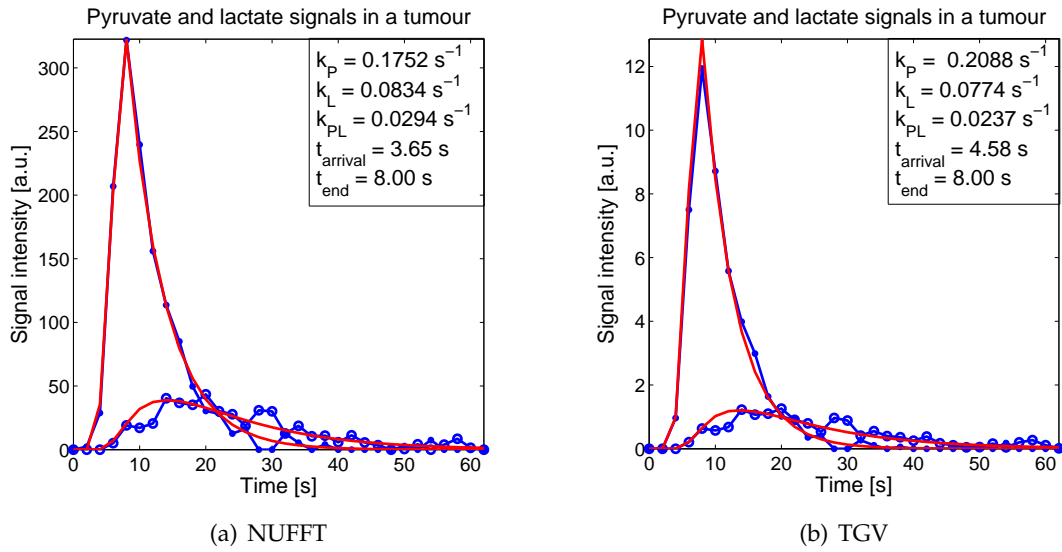 Pyruvate and lactate signals in a tumour
300
250
200
150
100
50
0
Signal intensity [a.u.]
k_P = 0.1752 s⁻¹
k_L = 0.0834 s⁻¹
k_PL = 0.0294 s⁻¹
t_arrival = 3.65 s
t_end = 8.00 s
0 10 20 30 40 50 60
Time [s]
(a) NUFFT
Pyruvate and lactate signals in a tumour
12
10
8
6
4
2
0
Signal intensity [a.u.]
k_P = 0.2088 s⁻¹
k_L = 0.0774 s⁻¹
k_PL = 0.0237 s⁻¹
t_arrival = 4.58 s
t_end = 8.00 s
0 10 20 30 40 50 60
Time [s]
(b) TGV